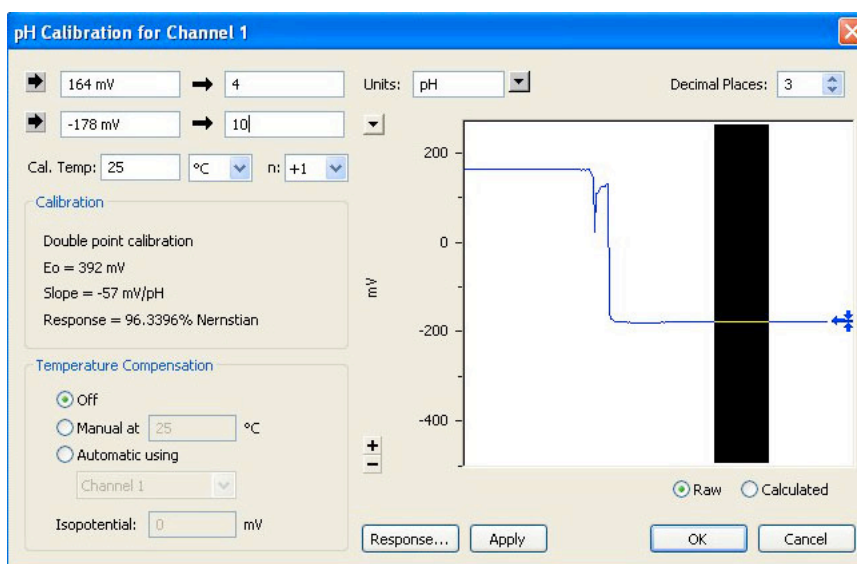 pH Calibration for Channel 1
164 mV 4 Units: pH Decimal Places: 3
-178 mV 10
Cal. Temp: 25 °C n: +1
Calibration
Double point calibration
Eo = 392 mV
Slope = -57 mV/pH
Response = 96.3396% Nernstian
Temperature Compensation
Off
Manual at 25 °C
Automatic using
Channel 1
Isopotential: 0 mV
200
0
-200
-400
mV
+
−
Raw Calculated
Response... Apply OK Cancel